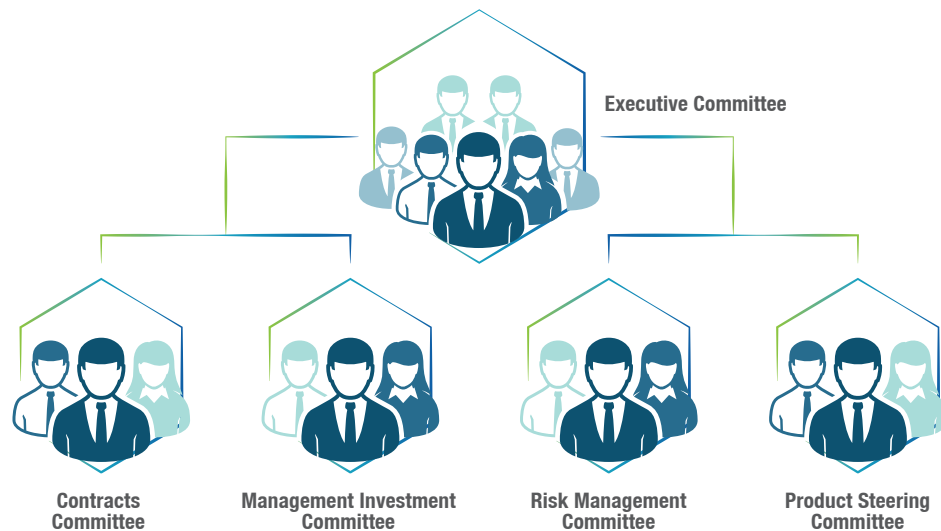 Executive Committee
Contracts
Committee
Management Investment
Committee
Risk Management
Committee
Product Steering
Committee